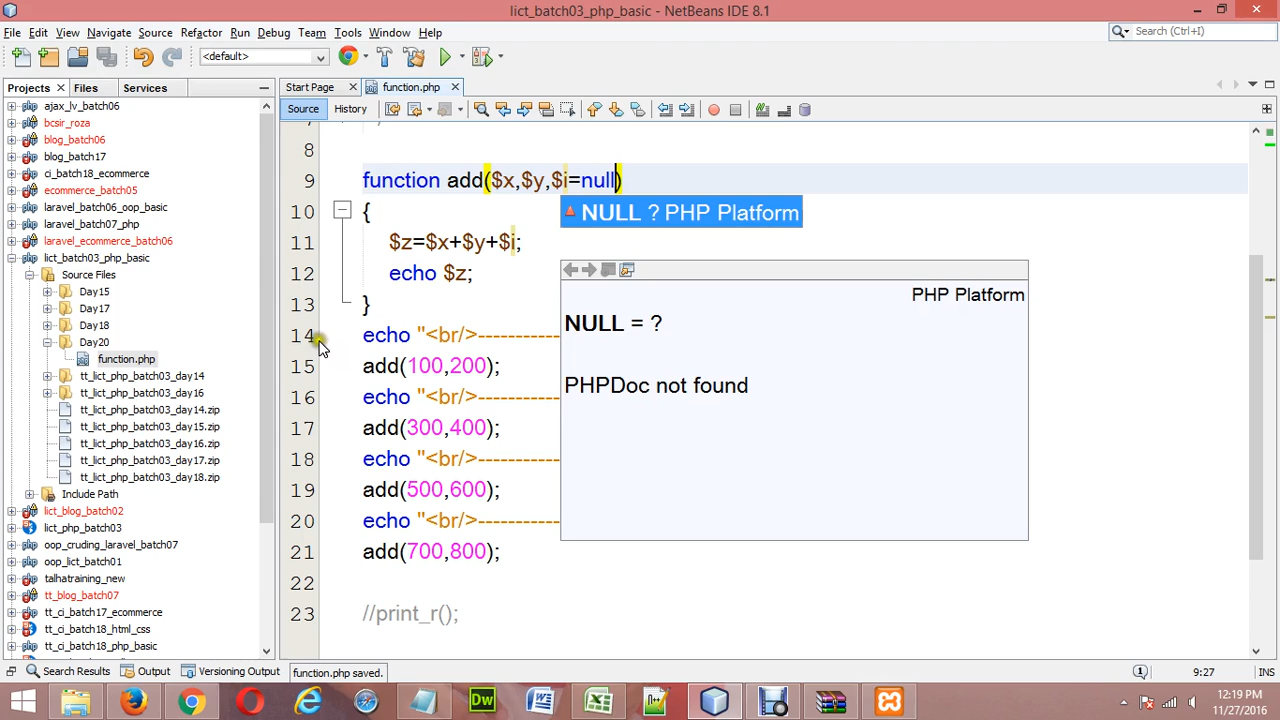 lict_batch03_php_basic - NetBeans IDE 8.1
File Edit View Navigate Source Refactor Run Debug Team Tools Window Help
Search (Ctrl+I)
<default>
Projects Files Services
Start Page function.php
Source History
ajax_lv_batch06
bcsir_roza
blog_batch06
blog_batch17
ci_batch18_ecommerce
ecommerce_batch05
laravel_batch06_oop_basic
laravel_batch07_php
laravel_ecommerce_batch06
lict_batch03_php_basic
Source Files
Day15
Day17
Day18
Day20
function.php
tt_lict_php_batch03_day14
tt_lict_php_batch03_day16
tt_lict_php_batch03_day14.zip
tt_lict_php_batch03_day15.zip
tt_lict_php_batch03_day16.zip
tt_lict_php_batch03_day17.zip
tt_lict_php_batch03_day18.zip
Include Path
lict_blog_batch02
lict_php_batch03
oop_cruding_laravel_batch07
oop_lict_batch01
talhatraining_new
tt_blog_batch07
tt_ci_batch17_ecommerce
tt_ci_batch18_html_css
tt_ci_batch18_php_basic
8
9 function add($x,$y,$i=null)
10 {
11 $z=$x+$y+$i;
12 echo $z;
13 }
14 echo "<br/>-----------
15 add(100,200);
16 echo "<br/>-----------
17 add(300,400);
18 echo "<br/>-----------
19 add(500,600);
20 echo "<br/>-----------
21 add(700,800);
22
23 //print_r();
NULL ? PHP Platform
PHP Platform
NULL = ?
PHPDoc not found
Search Results Output Versioning Output function.php saved. 9:27 INS
12:19 PM
11/27/2016